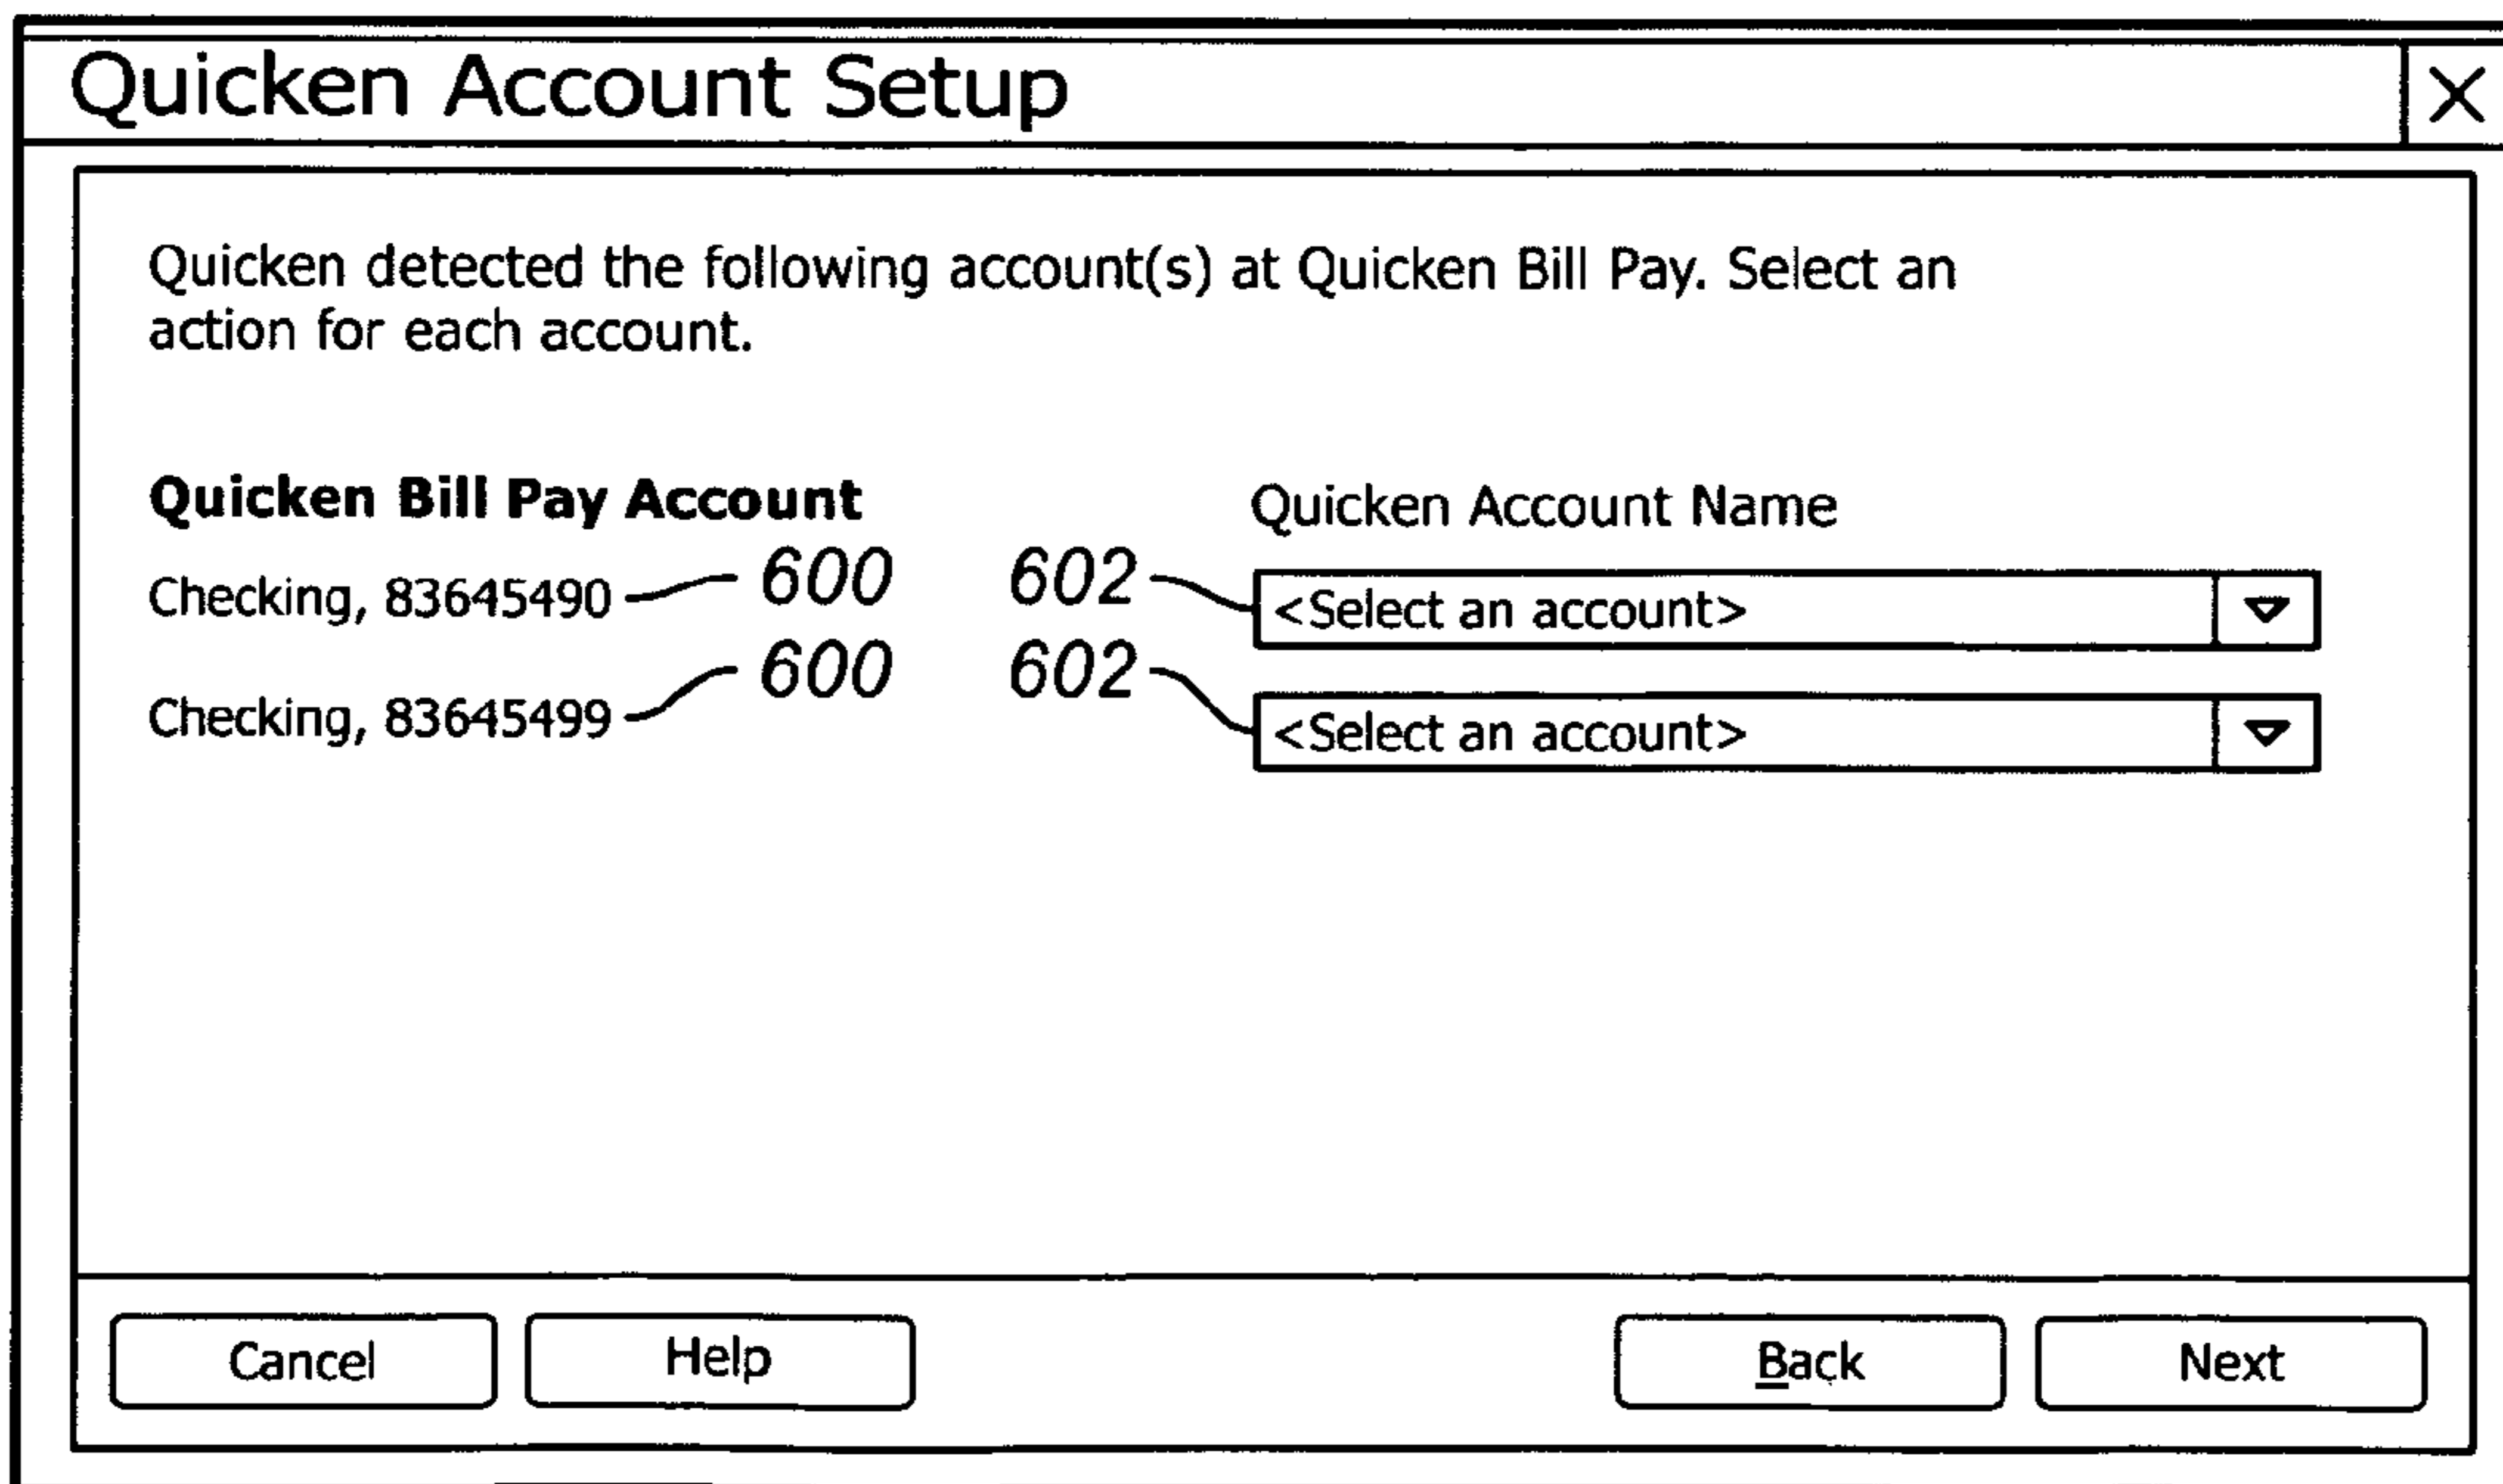 Quicken Account Setup
Quicken detected the following account(s) at Quicken Bill Pay. Select an
action for each account.
Quicken Bill Pay Account
Quicken Account Name
Checking, 83645490 600 602 <Select an account>
Checking, 83645499 600 602 <Select an account>
Cancel Help Back Next